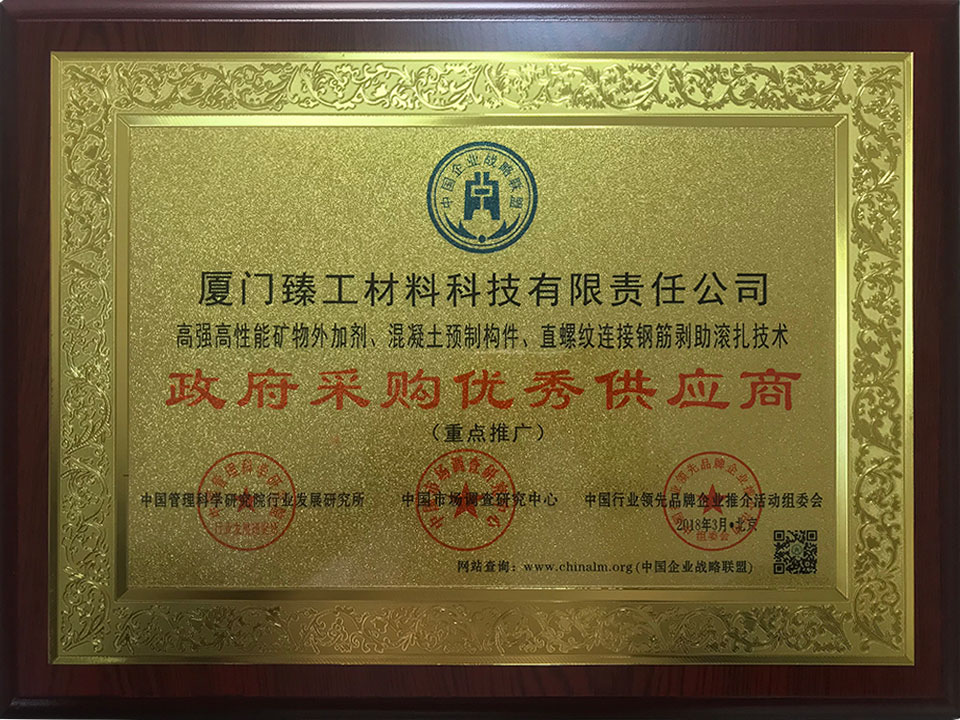 中国企业战略联盟
厦门臻工材料科技有限责任公司
高强高性能矿物外加剂、混凝土预制构件、直螺纹连接钢筋剥助滚扎技术
政府采购优秀供应商
（重点推广）
中国管理科学研究院行业发展研究所 中国市场调查研究中心 中国行业领先品牌企业推介活动组委会
2018年3月·北京
网站查询：www.chinalm.org(中国企业战略联盟)